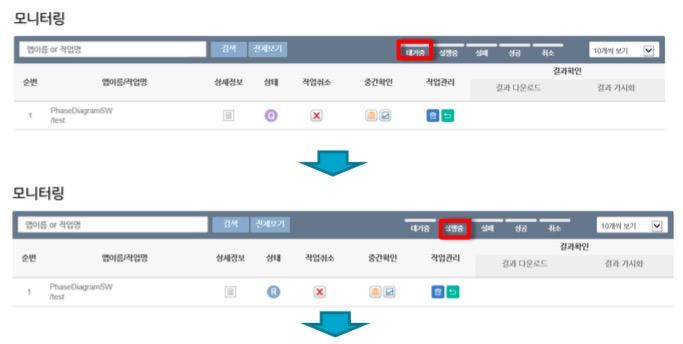 모니터링
앱이름 or 작업명 검색 전체보기 대기중 실행중 실패 성공 취소 10개씩 보기
순번 앱이름/작업명 상세정보 상태 작업취소 중간확인 작업관리 결과확인
결과 다운로드 결과 가시화
1 PhaseDiagramSW Q
/test
모니터링
앱이름 or 작업명 검색 전체보기 대기중 실행중 실패 성공 취소 10개씩 보기
순번 앱이름/작업명 상세정보 상태 작업취소 중간확인 작업관리 결과확인
결과 다운로드 결과 가시화
1 PhaseDiagramSW R
/test